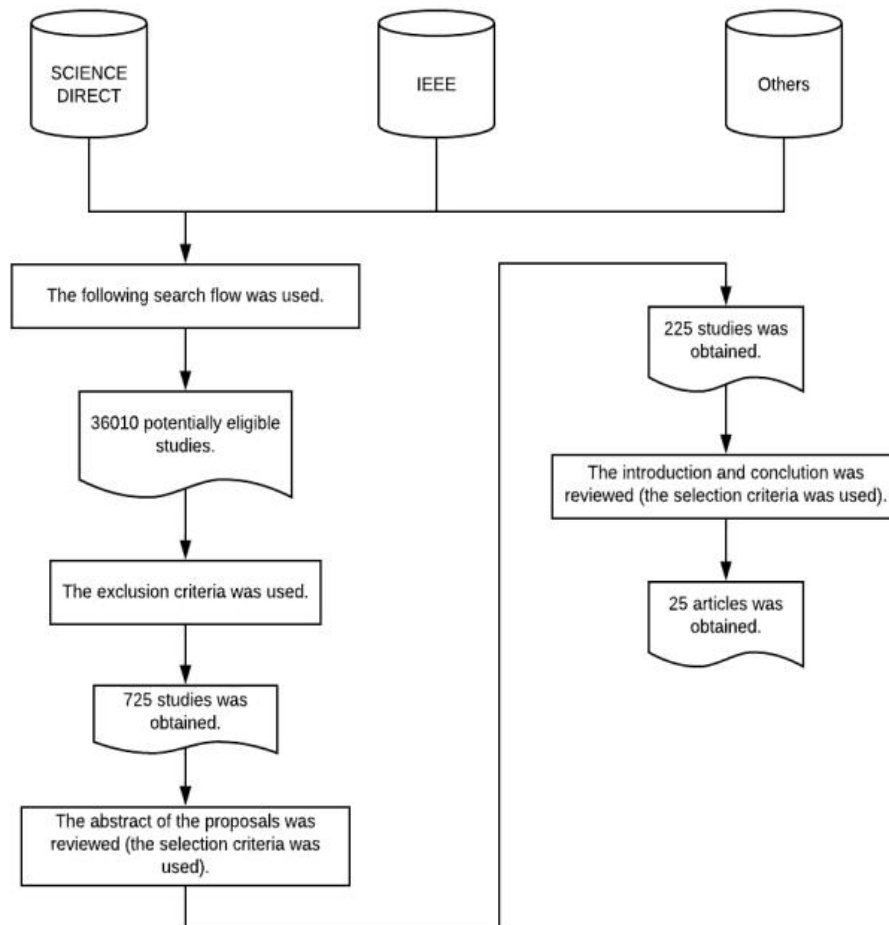 SCIENCE
DIRECT
IEEE
Others
The following search flow was used.
36010 potentially eligible
studies.
The exclusion criteria was used.
725 studies was
obtained.
The abstract of the proposals was
reviewed (the selection criteria was
used).
225 studies was
obtained.
The introduction and conclution was
reviewed (the selection criteria was used).
25 articles was
obtained.